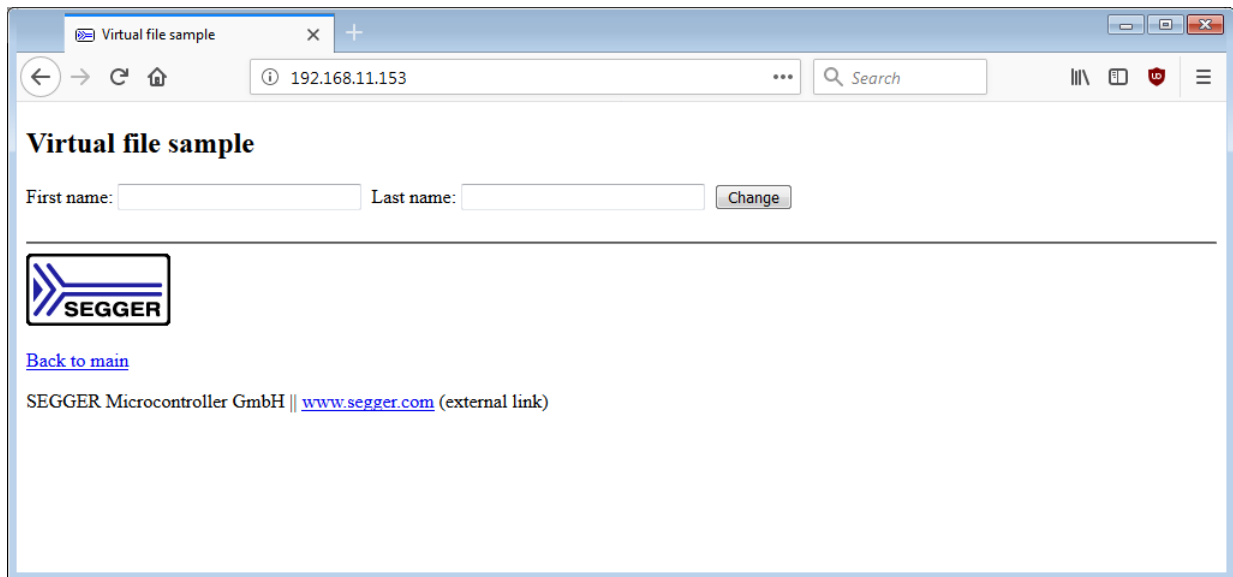 Virtual file sample
192.168.11.153 ••• Search
Virtual file sample
First name: Last name: Change
SEGGER
Back to main
SEGGER Microcontroller GmbH || www.segger.com (external link)